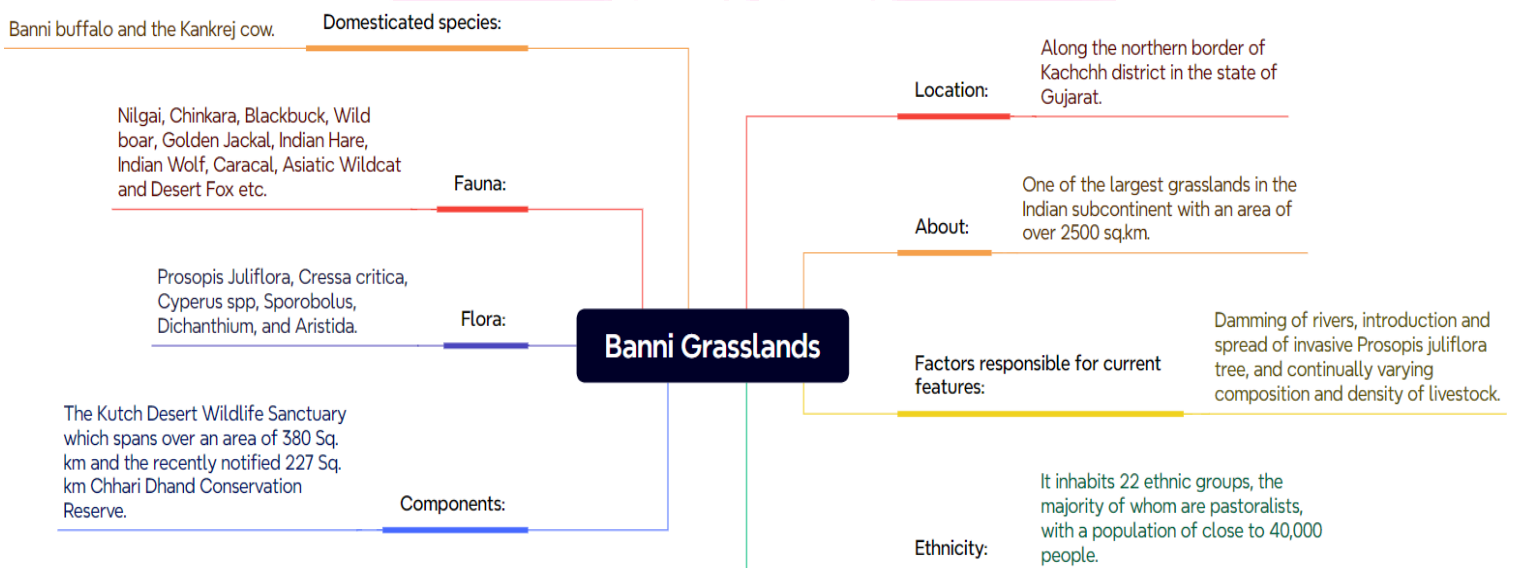 Banni Grasslands
Domesticated species:
Banni buffalo and the Kankrej cow.
Fauna:
Nilgai, Chinkara, Blackbuck, Wild
boar, Golden Jackal, Indian Hare,
Indian Wolf, Caracal, Asiatic Wildcat
and Desert Fox etc.
Flora:
Prosopis Juliflora, Cressa critica,
Cyperus spp, Sporobolus,
Dichanthium, and Aristida.
Components:
The Kutch Desert Wildlife Sanctuary
which spans over an area of 380 Sq.
km and the recently notified 227 Sq.
km Chhari Dhand Conservation
Reserve.
Location:
Along the northern border of
Kachchh district in the state of
Gujarat.
About:
One of the largest grasslands in the
Indian subcontinent with an area of
over 2500 sq.km.
Factors responsible for current
features:
Damming of rivers, introduction and
spread of invasive Prosopis juliflora
tree, and continually varying
composition and density of livestock.
Ethnicity:
It inhabits 22 ethnic groups, the
majority of whom are pastoralists,
with a population of close to 40,000
people.